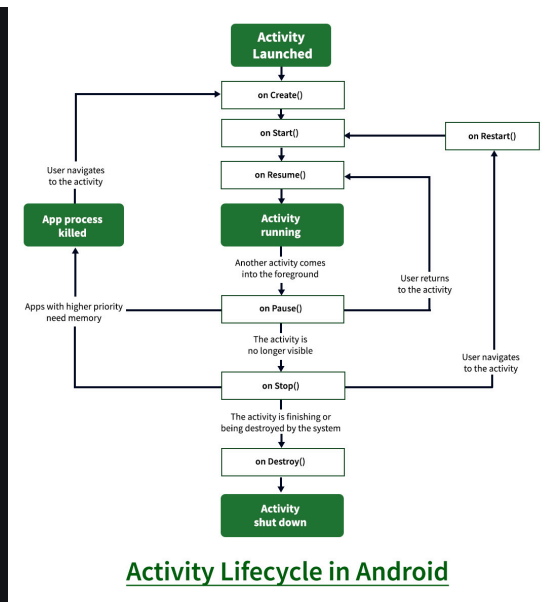 Activity
Launched
on Create()
on Start()
on Restart()
User navigates
to the activity
on Resume()
App process
killed
Activity
running
Another activity comes
into the foreground
User returns
to the activity
Apps with higher priority
need memory
on Pause()
The activity is
no longer visible
User navigates
to the activity
on Stop()
The activity is finishing or
being destroyed by the system
on Destroy()
Activity
shut down
Activity Lifecycle in Android